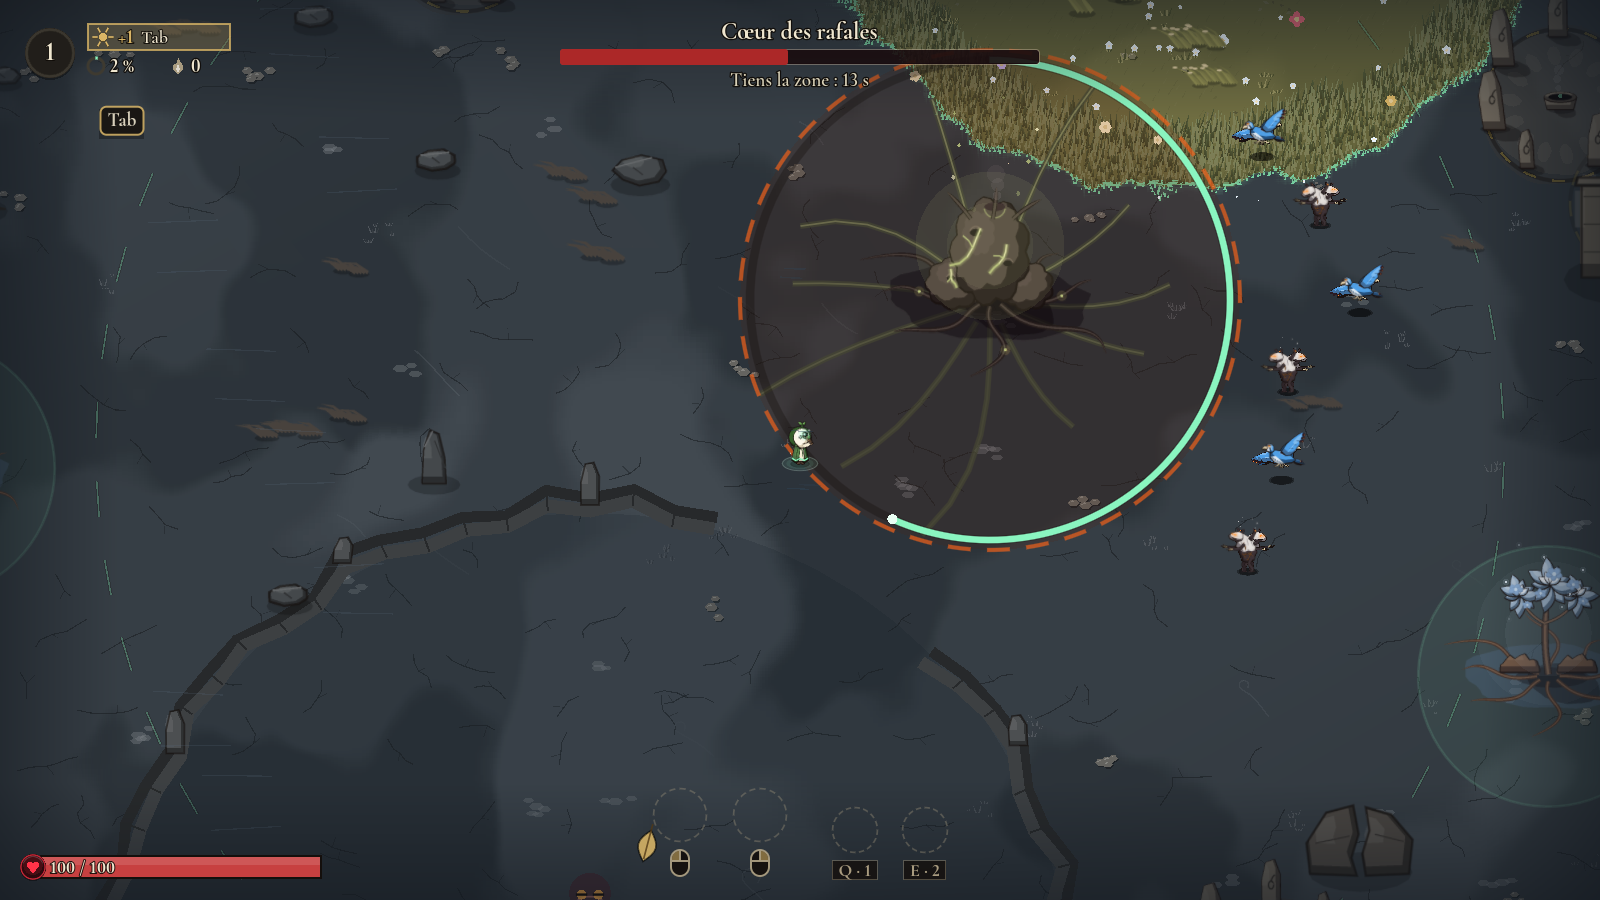 Cœur des rafales
1
+1 Tab
2 %
0
Tiens la zone : 13 s
Tab
100 / 100
Q · 1
E · 2